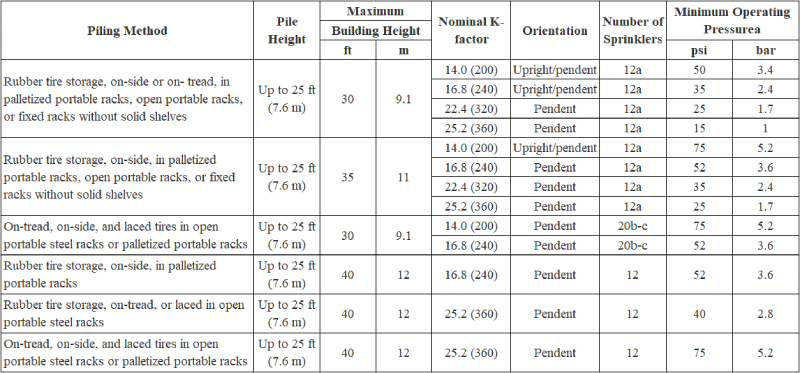 Piling Method | Pile Height | Maximum Building Height | Nominal K-factor | Orientation | Number of Sprinklers | Minimum Operating Pressurea
ft | m | psi | bar
Rubber tire storage, on-side or on- tread, in palletized portable racks, open portable racks, or fixed racks without solid shelves | Up to 25 ft (7.6 m) | 30 | 9.1 | 14.0 (200) | Upright/pendent | 12a | 50 | 3.4
16.8 (240) | Upright/pendent | 12a | 35 | 2.4
22.4 (320) | Pendent | 12a | 25 | 1.7
25.2 (360) | Pendent | 12a | 15 | 1
Rubber tire storage, on-side, in palletized portable racks, open portable racks, or fixed racks without solid shelves | Up to 25 ft (7.6 m) | 35 | 11 | 14.0 (200) | Upright/pendent | 12a | 75 | 5.2
16.8 (240) | Pendent | 12a | 52 | 3.6
22.4 (320) | Pendent | 12a | 35 | 2.4
25.2 (360) | Pendent | 12a | 25 | 1.7
On-tread, on-side, and laced tires in open portable steel racks or palletized portable racks | Up to 25 ft (7.6 m) | 30 | 9.1 | 14.0 (200) | Pendent | 20b-c | 75 | 5.2
16.8 (240) | Pendent | 20b-c | 52 | 3.6
Rubber tire storage, on-side, in palletized portable racks | Up to 25 ft (7.6 m) | 40 | 12 | 16.8 (240) | Pendent | 12 | 52 | 3.6
Rubber tire storage, on-tread, or laced in open portable steel racks | Up to 25 ft (7.6 m) | 40 | 12 | 25.2 (360) | Pendent | 12 | 40 | 2.8
On-tread, on-side, and laced tires in open portable steel racks or palletized portable racks | Up to 25 ft (7.6 m) | 40 | 12 | 25.2 (360) | Pendent | 12 | 75 | 5.2